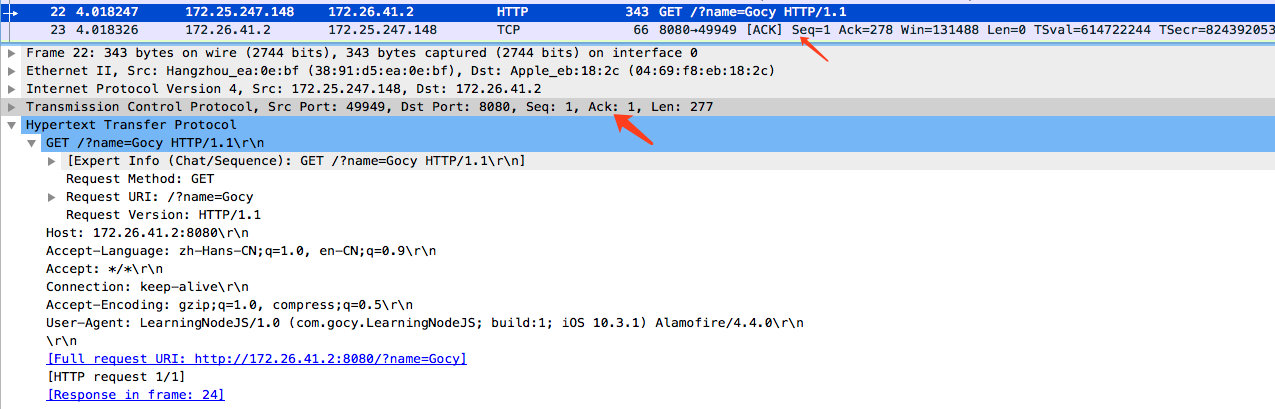 22 4.018247 172.25.247.148 172.26.41.2 HTTP 343 GET /?name=Gocy HTTP/1.1
23 4.018326 172.26.41.2 172.25.247.148 TCP 66 8080→49949 [ACK] Seq=1 Ack=278 Win=131488 Len=0 TSval=614722244 TSecr=824392053
Frame 22: 343 bytes on wire (2744 bits), 343 bytes captured (2744 bits) on interface 0
Ethernet II, Src: Hangzhou_ea:0e:bf (38:91:d5:ea:0e:bf), Dst: Apple_eb:18:2c (04:69:f8:eb:18:2c)
Internet Protocol Version 4, Src: 172.25.247.148, Dst: 172.26.41.2
Transmission Control Protocol, Src Port: 49949, Dst Port: 8080, Seq: 1, Ack: 1, Len: 277
Hypertext Transfer Protocol
GET /?name=Gocy HTTP/1.1\r\n
[Expert Info (Chat/Sequence): GET /?name=Gocy HTTP/1.1\r\n]
Request Method: GET
Request URI: /?name=Gocy
Request Version: HTTP/1.1
Host: 172.26.41.2:8080\r\n
Accept-Language: zh-Hans-CN;q=1.0, en-CN;q=0.9\r\n
Accept: */*\r\n
Connection: keep-alive\r\n
Accept-Encoding: gzip;q=1.0, compress;q=0.5\r\n
User-Agent: LearningNodeJS/1.0 (com.gocy.LearningNodeJS; build:1; iOS 10.3.1) Alamofire/4.4.0\r\n
\r\n
[Full request URI: http://172.26.41.2:8080/?name=Gocy]
[HTTP request 1/1]
[Response in frame: 24]